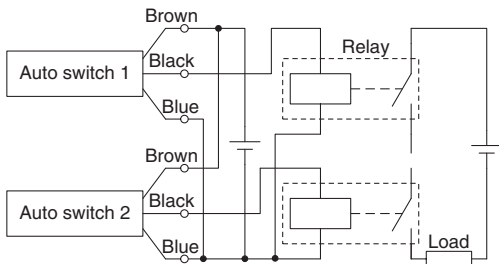 Brown
Auto switch 1
Black
Blue
Relay
Brown
Auto switch 2
Black
Blue
Load